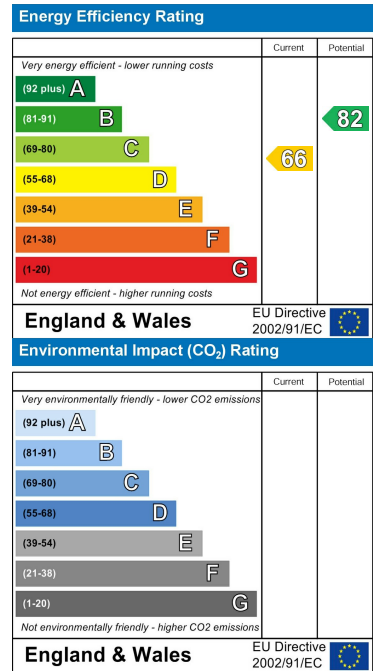 Energy Efficiency Rating
Current Potential
Very energy efficient - lower running costs
(92 plus) A
(81-91) B
(69-80) C
(55-68) D
(39-54) E
(21-38) F
(1-20) G
66
82
Not energy efficient - higher running costs
England & Wales
EU Directive
2002/91/EC
Environmental Impact (CO₂) Rating
Current Potential
Very environmentally friendly - lower CO2 emissions
(92 plus) A
(81-91) B
(69-80) C
(55-68) D
(39-54) E
(21-38) F
(1-20) G
Not environmentally friendly - higher CO2 emissions
England & Wales
EU Directive
2002/91/EC